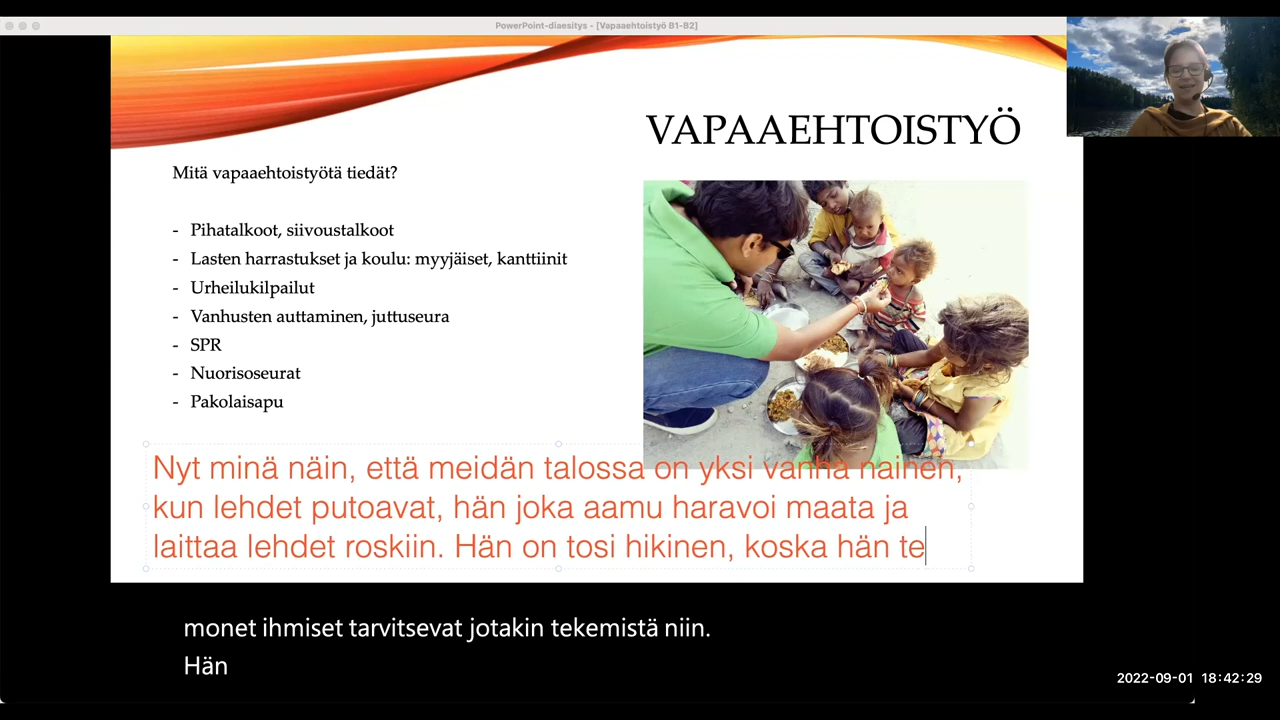 PowerPoint-diaesitys - [Vapaaehtoistyö B1-B2]
VAPAAEHTOISTYÖ
Mitä vapaaehtoistyötä tiedät?
- Pihatalkoot, siivoustalkoot
- Lasten harrastukset ja koulu: myyjäiset, kanttiinit
- Urheilukilpailut
- Vanhusten auttaminen, juttuseura
- SPR
- Nuorisoseurat
- Pakolaisapu
Nyt minä näin, että meidän talossa on yksi vanha nainen,
kun lehdet putoavat, hän joka aamu haravoi maata ja
laittaa lehdet roskiin. Hän on tosi hikinen, koska hän te
monet ihmiset tarvitsevat jotakin tekemistä niin.
Hän
2022-09-01 18:42:29